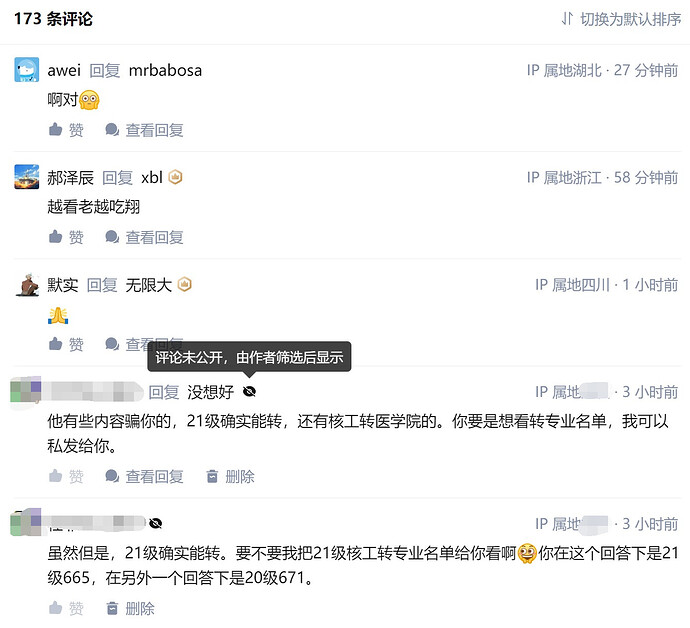 173 条评论
切换为默认排序
awei 回复 mrbabosa
IP 属地湖北 · 27 分钟前
啊对
赞 查看回复
郝泽辰 回复 xbl
IP 属地浙江 · 58 分钟前
越看老越吃翔
赞 查看回复
默实 回复 无限大
IP 属地四川 · 1 小时前
赞 查看回复
评论未公开，由作者筛选后显示
回复 没想好
IP 属地 · 3 小时前
他有些内容骗你的，21级确实能转，还有核工转医学院的。你要是想看转专业名单，我可以
私发给你。
赞 查看回复 删除
IP 属地 · 3 小时前
虽然但是，21级确实能转。要不要我把21级核工转专业名单给你看啊你在这个回答下是21
级665，在另外一个回答下是20级671。
赞 删除